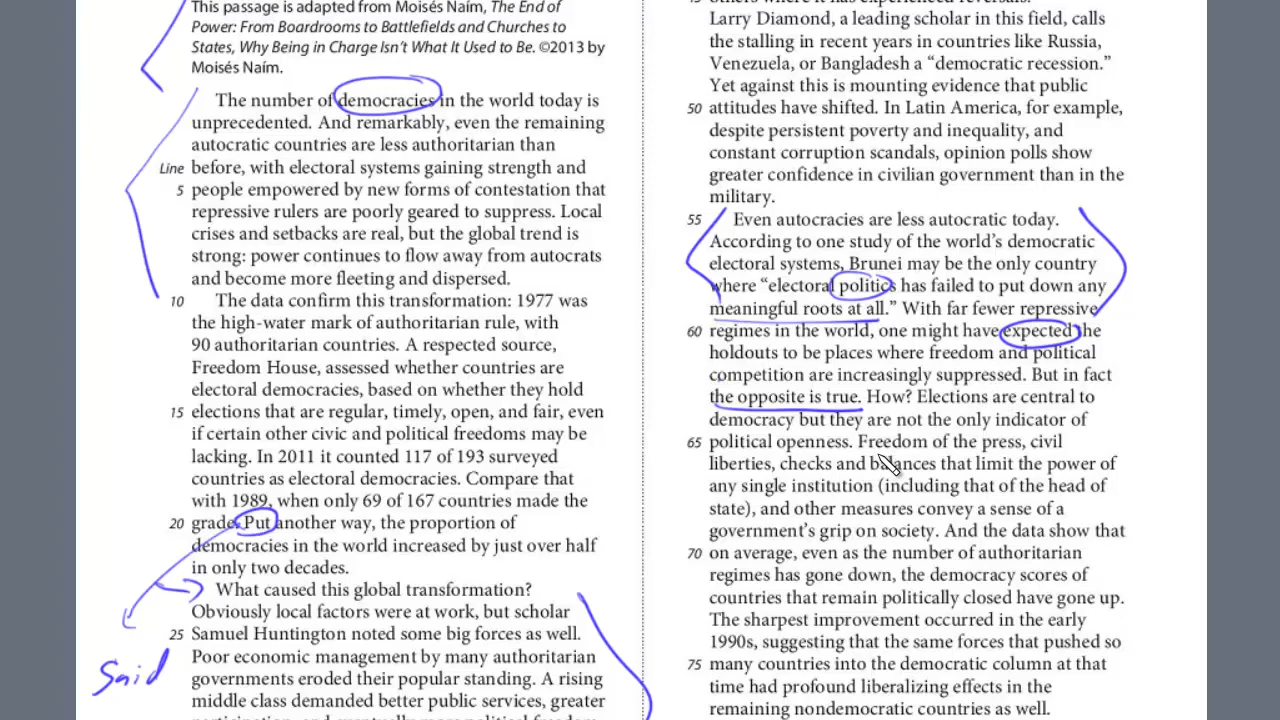 This passage is adapted from Moisés Naím, The End of
Power: From Boardrooms to Battlefields and Churches to
States, Why Being in Charge Isn't What It Used to Be. ©2013 by
Moisés Naím.
The number of democracies in the world today is
unprecedented. And remarkably, even the remaining
autocratic countries are less authoritarian than
Line before, with electoral systems gaining strength and
5 people empowered by new forms of contestation that
repressive rulers are poorly geared to suppress. Local
crises and setbacks are real, but the global trend is
strong: power continues to flow away from autocrats
and become more fleeting and dispersed.
10 The data confirm this transformation: 1977 was
the high-water mark of authoritarian rule, with
90 authoritarian countries. A respected source,
Freedom House, assessed whether countries are
electoral democracies, based on whether they hold
15 elections that are regular, timely, open, and fair, even
if certain other civic and political freedoms may be
lacking. In 2011 it counted 117 of 193 surveyed
countries as electoral democracies. Compare that
with 1989, when only 69 of 167 countries made the
20 grade. Put another way, the proportion of
democracies in the world increased by just over half
in only two decades.
What caused this global transformation?
Obviously local factors were at work, but scholar
25 Samuel Huntington noted some big forces as well.
Poor economic management by many authoritarian
governments eroded their popular standing. A rising
middle class demanded better public services, greater
Said
Larry Diamond, a leading scholar in this field, calls
the stalling in recent years in countries like Russia,
Venezuela, or Bangladesh a “democratic recession.”
Yet against this is mounting evidence that public
50 attitudes have shifted. In Latin America, for example,
despite persistent poverty and inequality, and
constant corruption scandals, opinion polls show
greater confidence in civilian government than in the
military.
55 Even autocracies are less autocratic today.
According to one study of the world's democratic
electoral systems, Brunei may be the only country
where “electoral politics has failed to put down any
meaningful roots at all.” With far fewer repressive
60 regimes in the world, one might have expected the
holdouts to be places where freedom and political
competition are increasingly suppressed. But in fact
the opposite is true. How? Elections are central to
democracy but they are not the only indicator of
65 political openness. Freedom of the press, civil
liberties, checks and balances that limit the power of
any single institution (including that of the head of
state), and other measures convey a sense of a
government's grip on society. And the data show that
70 on average, even as the number of authoritarian
regimes has gone down, the democracy scores of
countries that remain politically closed have gone up.
The sharpest improvement occurred in the early
1990s, suggesting that the same forces that pushed so
75 many countries into the democratic column at that
time had profound liberalizing effects in the
remaining nondemocratic countries as well.